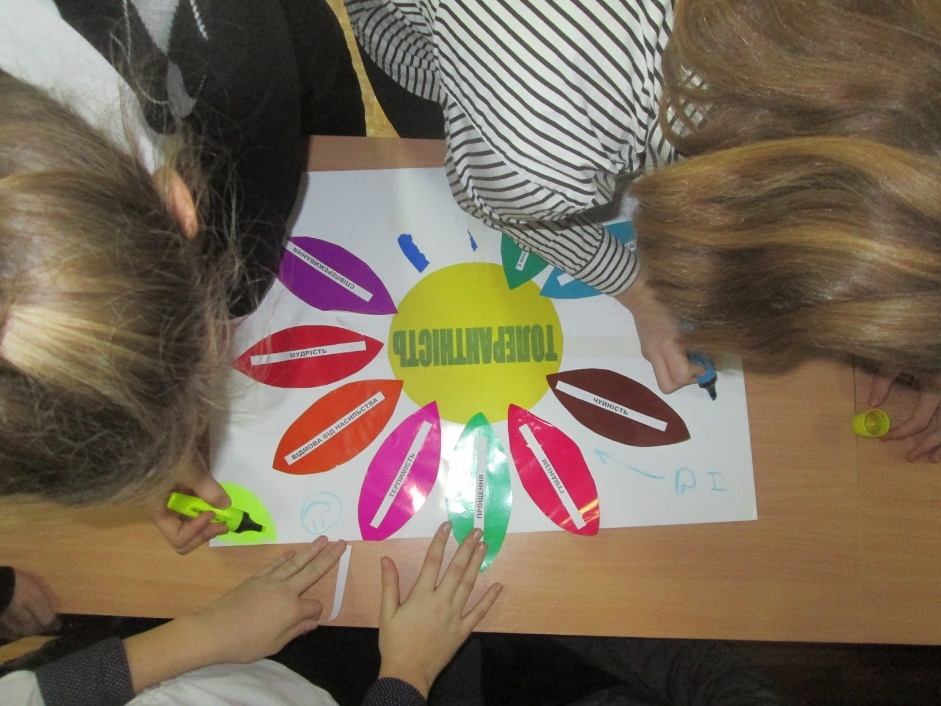 ТОЛЕРАНТНІСТЬ
СПІВПЕРЕЖИВАННЯ
МУДРІСТЬ
ВІДМОВА ВІД НАСИЛЬСТВА
ТЕРПИМІСТЬ
ПРОЩЕННЯ
ГУМАНІЗМ
ЧУЙНІСТЬ